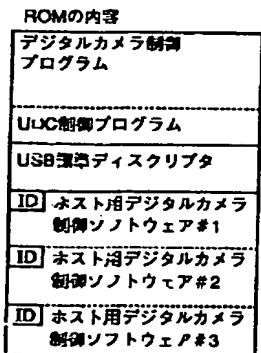 ROMの内容
デジタルカメラ制御
プログラム
UDC制御プログラム
USB標準ディスクリプタ
ID ホスト用デジタルカメラ
制御ソフトウェア#1
ID ホスト用デジタルカメラ
制御ソフトウェア#2
ID ホスト用デジタルカメラ
制御ソフトウェア#3